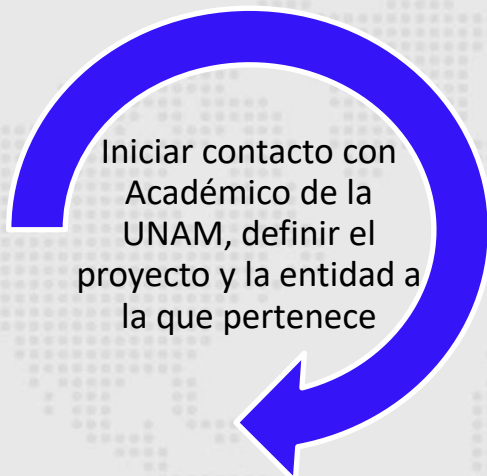 Iniciar contacto con
Académico de la
UNAM, definir el
proyecto y la entidad a
la que pertenece